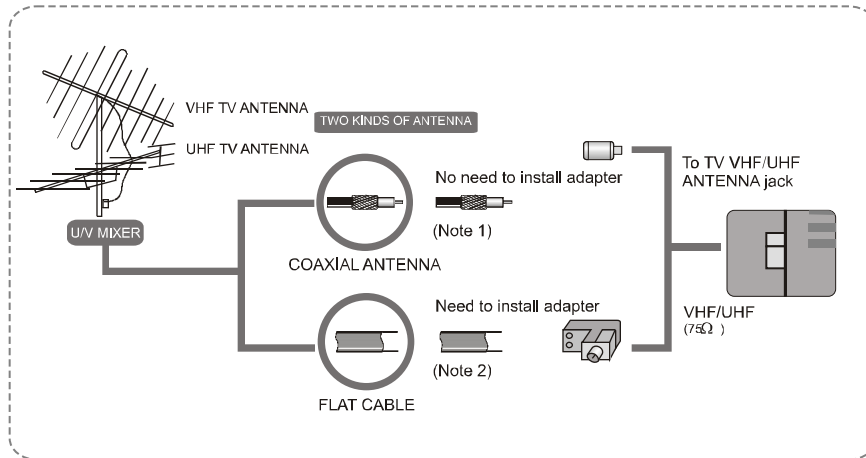 VHF TV ANTENNA
UHF TV ANTENNA
U/V MIXER
TWO KINDS OF ANTENNA
No need to install adapter
(Note 1)
COAXIAL ANTENNA
Need to install adapter
(Note 2)
FLAT CABLE
To TV VHF/UHF
ANTENNA jack
VHF/UHF
(75Ω )